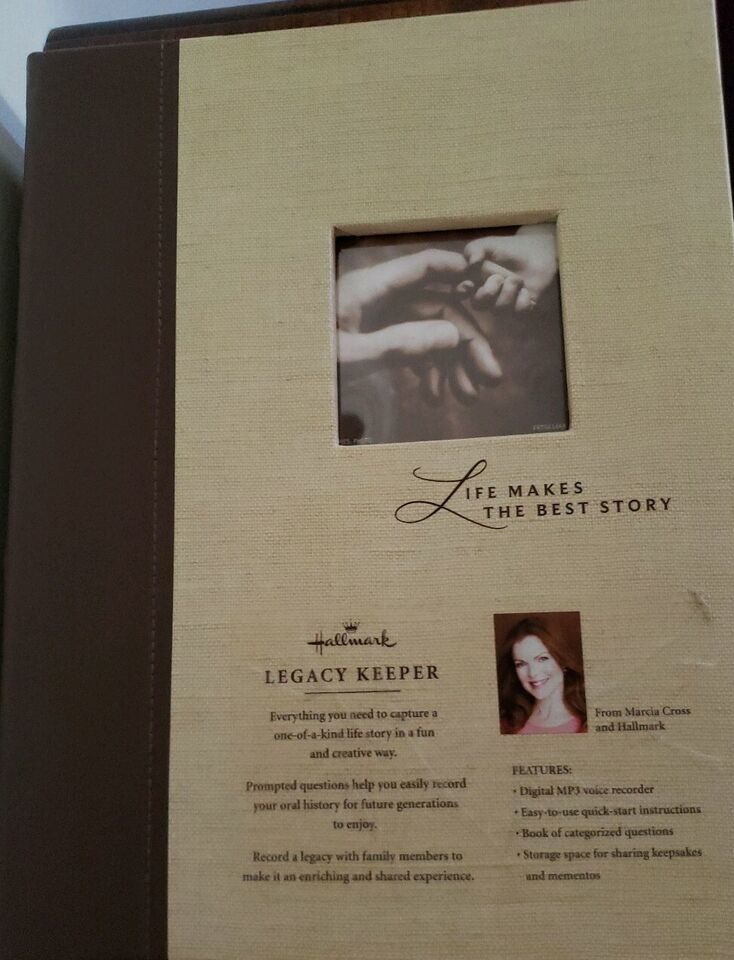 LIFE MAKES
THE BEST STORY
Hallmark
LEGACY KEEPER
Everything you need to capture a
one-of-a-kind life story in a fun
and creative way.
Prompted questions help you easily record
your oral history for future generations
to enjoy.
Record a legacy with family members to
make it an enriching and shared experience.
From Marcia Cross
and Hallmark
FEATURES:
• Digital MP3 voice recorder
• Easy-to-use quick-start instructions
• Book of categorized questions
• Storage space for sharing keepsakes
and mementos